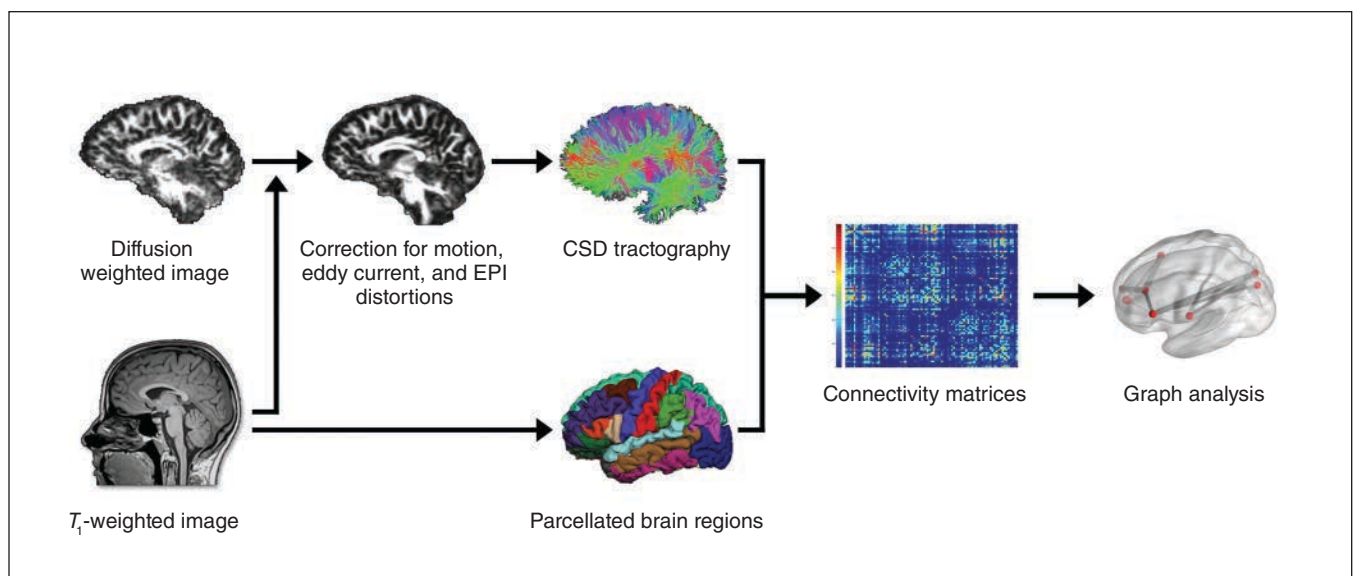 Diffusion
weighted image
Correction for motion,
eddy current, and EPI
distortions
CSD tractography
Connectivity matrices
Graph analysis
T1-weighted image
Parcellated brain regions